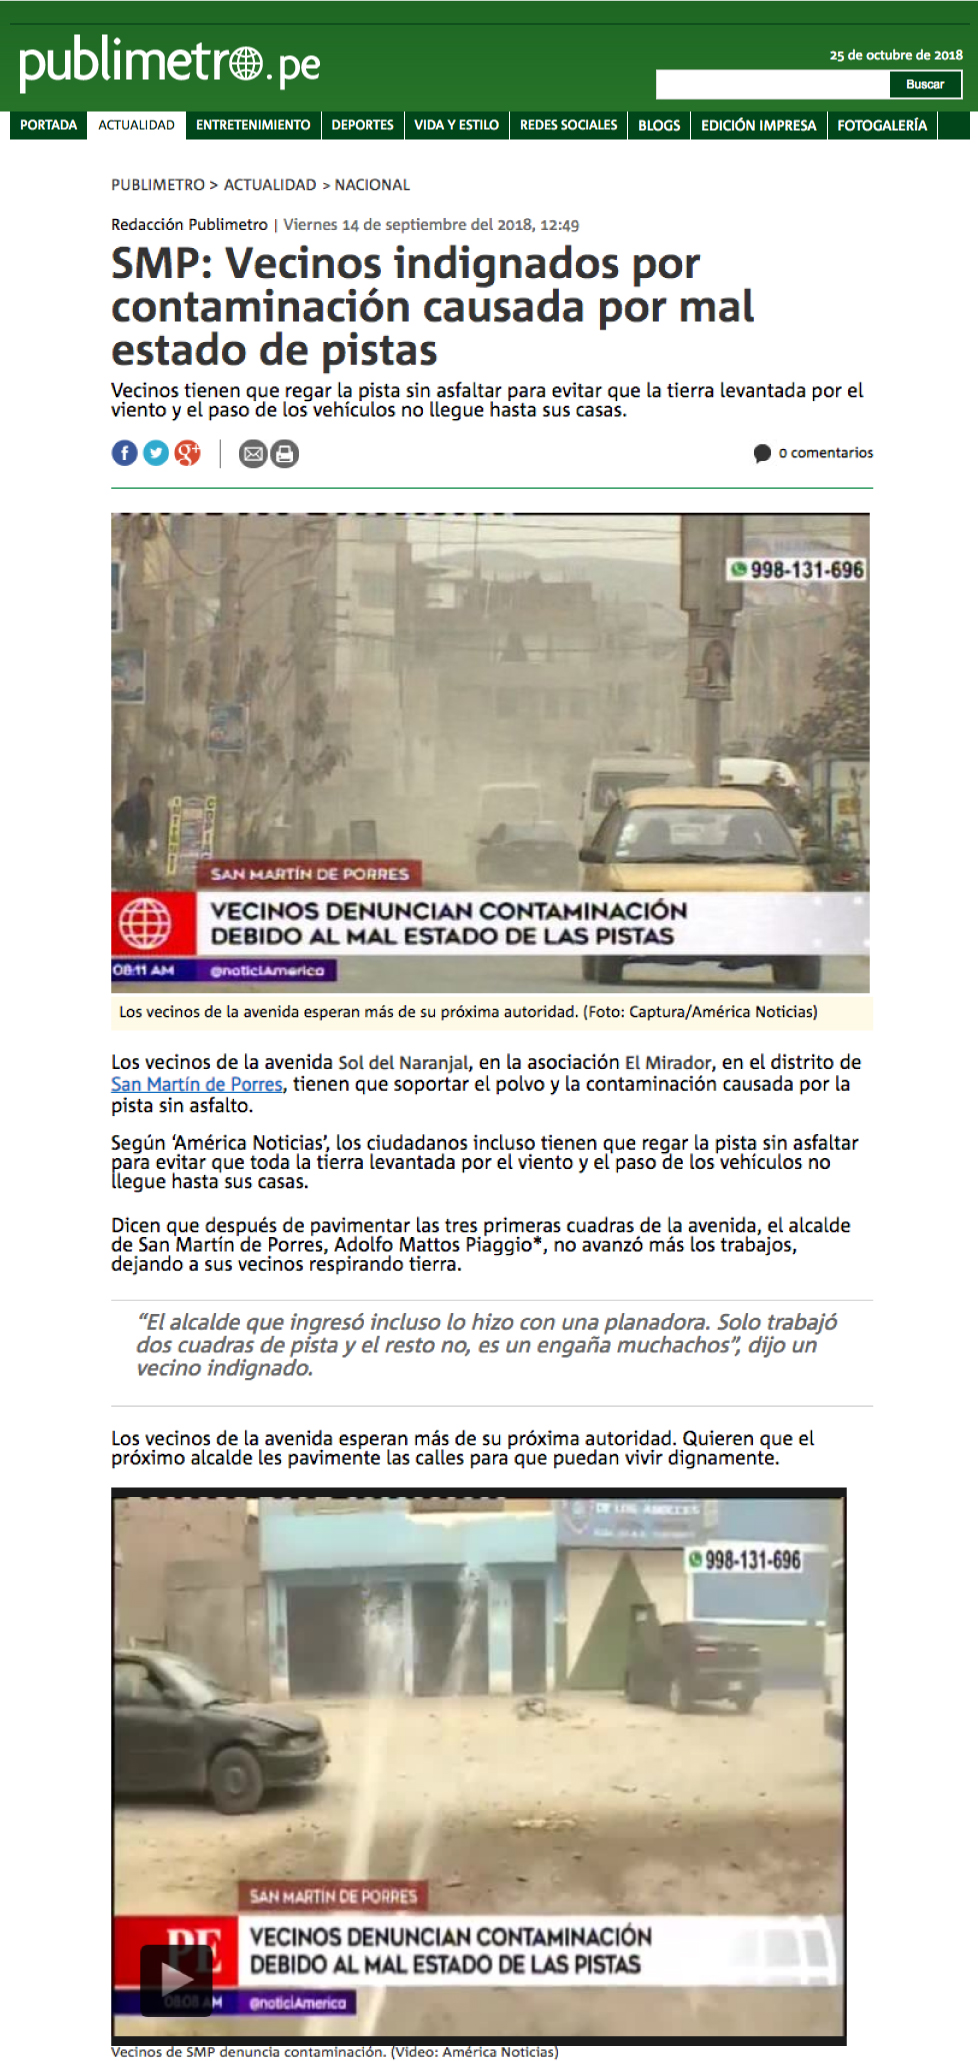 publimetro.pe
25 de octubre de 2018
Buscar
PORTADA ACTUALIDAD ENTRETENIMIENTO DEPORTES VIDA Y ESTILO REDES SOCIALES BLOGS EDICIÓN IMPRESA FOTOGALERÍA
PUBLIMETRO > ACTUALIDAD > NACIONAL
Redacción Publimetro | Viernes 14 de septiembre del 2018, 12:49
SMP: Vecinos indignados por
contaminación causada por mal
estado de pistas
Vecinos tienen que regar la pista sin asfaltar para evitar que la tierra levantada por el
viento y el paso de los vehículos no llegue hasta sus casas.
0 comentarios
998-131-696
SAN MARTÍN DE PORRES
VECINOS DENUNCIAN CONTAMINACIÓN
DEBIDO AL MAL ESTADO DE LAS PISTAS
08:11 AM @noticiAmerica
Los vecinos de la avenida esperan más de su próxima autoridad. (Foto: Captura/América Noticias)
Los vecinos de la avenida Sol del Naranjal, en la asociación El Mirador, en el distrito de
San Martín de Porres, tienen que soportar el polvo y la contaminación causada por la
pista sin asfalto.
Según ‘América Noticias’, los ciudadanos incluso tienen que regar la pista sin asfaltar
para evitar que toda la tierra levantada por el viento y el paso de los vehículos no
llegue hasta sus casas.
Dicen que después de pavimentar las tres primeras cuadras de la avenida, el alcalde
de San Martín de Porres, Adolfo Mattos Piaggio*, no avanzó más los trabajos,
dejando a sus vecinos respirando tierra.
“El alcalde que ingresó incluso lo hizo con una planadora. Solo trabajó
dos cuadras de pista y el resto no, es un engaña muchachos”, dijo un
vecino indignado.
Los vecinos de la avenida esperan más de su próxima autoridad. Quieren que el
próximo alcalde les pavimente las calles para que puedan vivir dignamente.
DE LOS ANGELES
998-131-696
SAN MARTÍN DE PORRES
PE
VECINOS DENUNCIAN CONTAMINACIÓN
DEBIDO AL MAL ESTADO DE LAS PISTAS
08:08 AM @noticiAmerica
Vecinos de SMP denuncia contaminación. (Video: América Noticias)